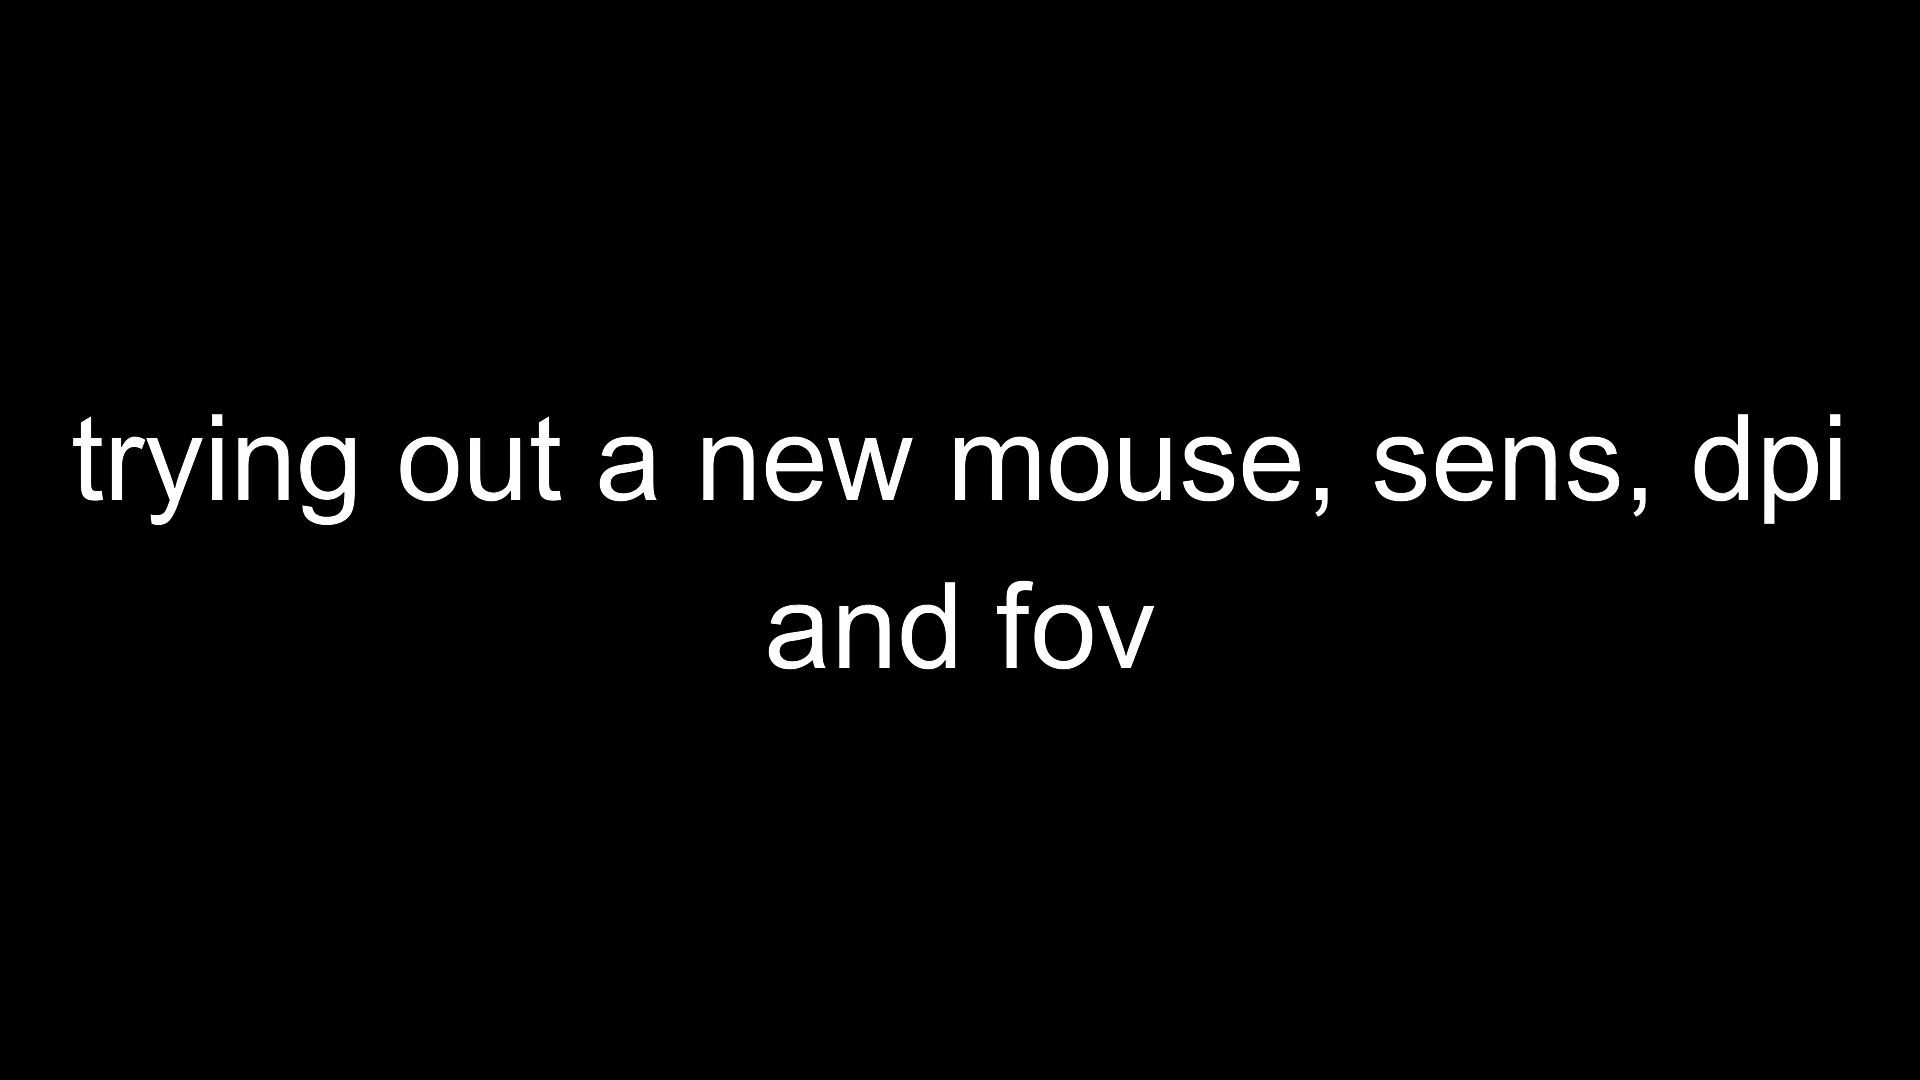 trying out a new mouse, sens, dpi
and fov